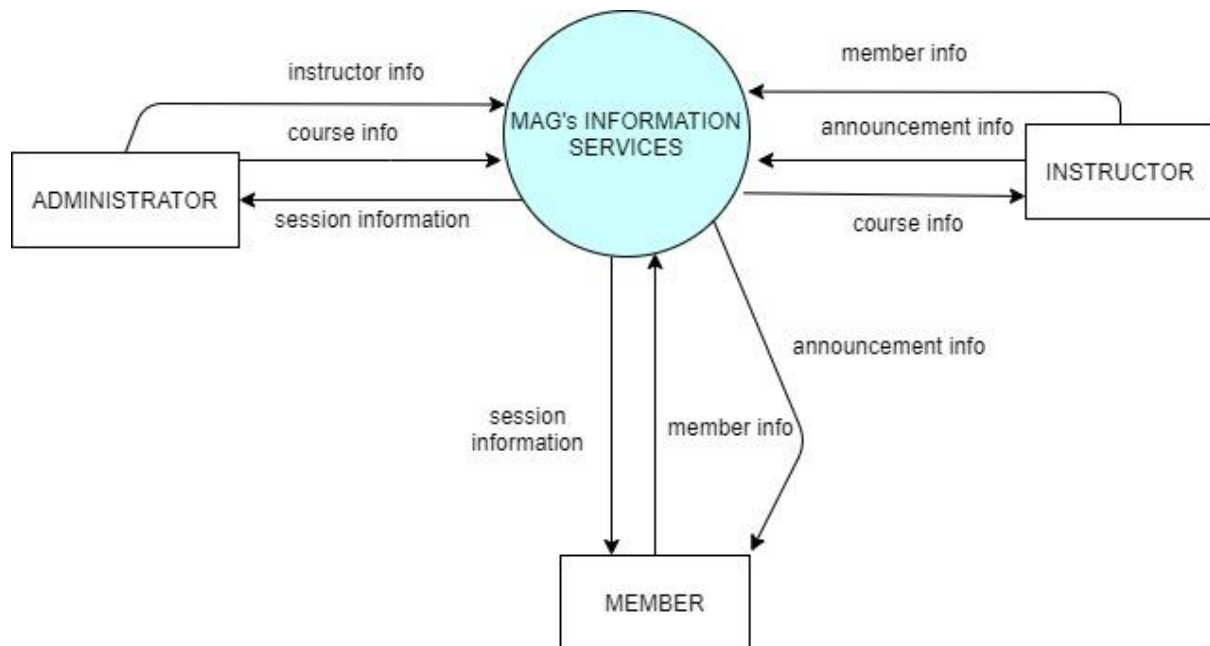 member info
instructor info
MAG's INFORMATION
SERVICES
course info
announcement info
ADMINISTRATOR
INSTRUCTOR
session information
course info
announcement info
session
information
member info
MEMBER